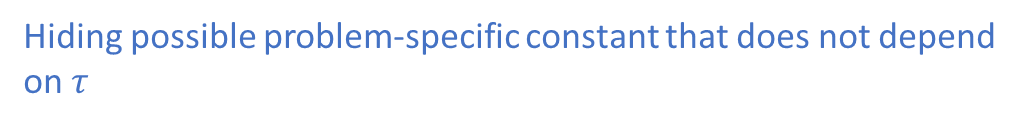 Hiding possible problem-specific constant that does not depend
on τ